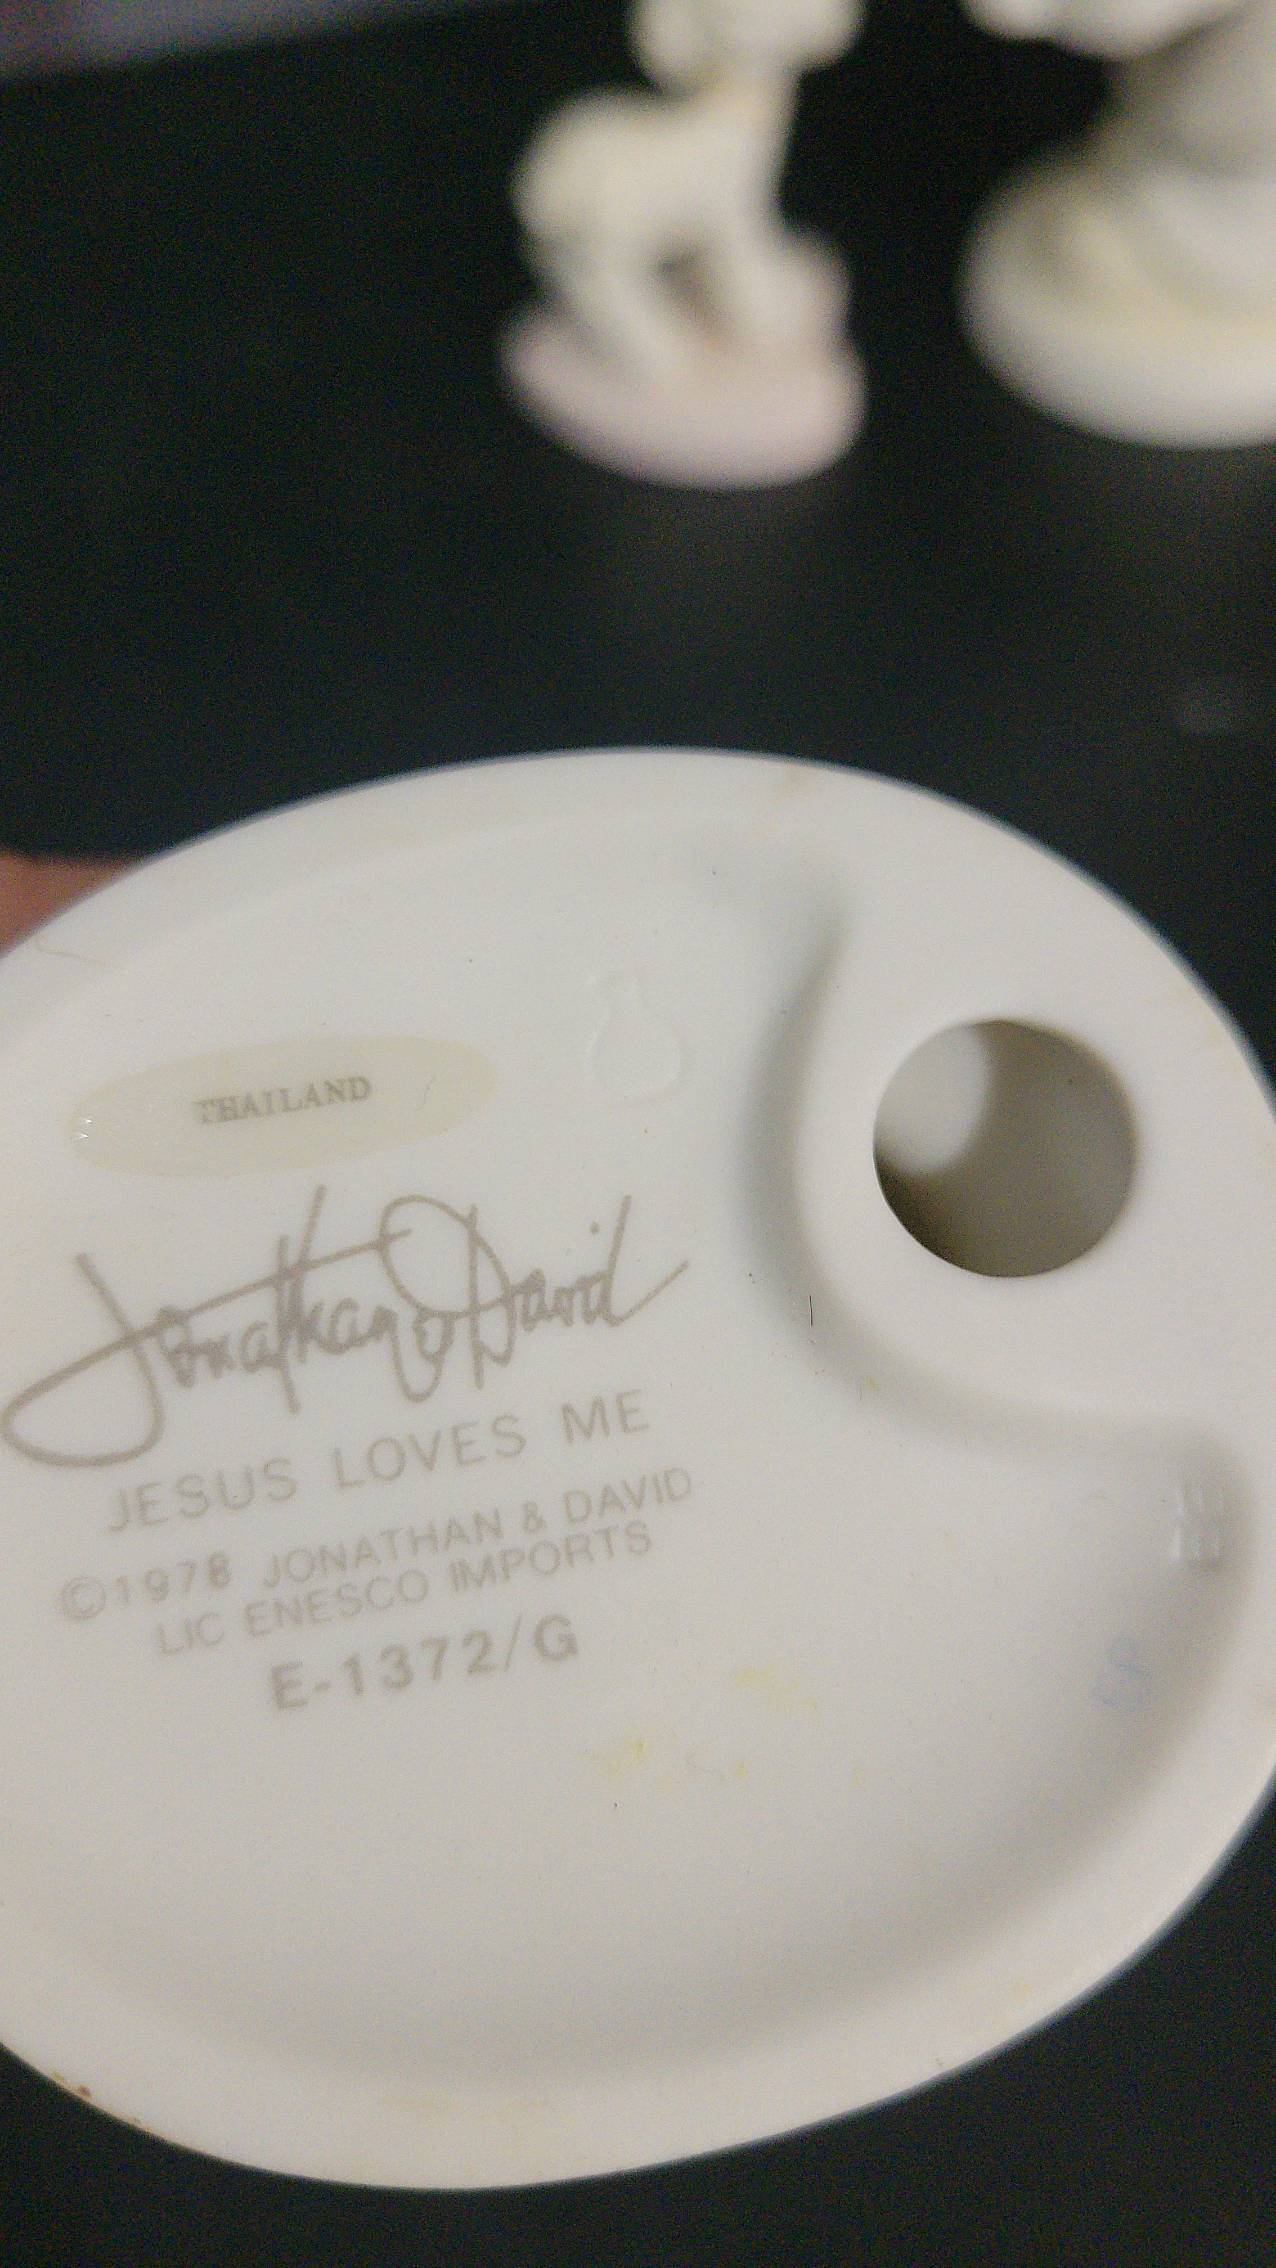 THAILAND
Jonathan & David
JESUS LOVES ME
©1978 JONATHAN & DAVID
LIC ENESCO IMPORTS
E-1372/G